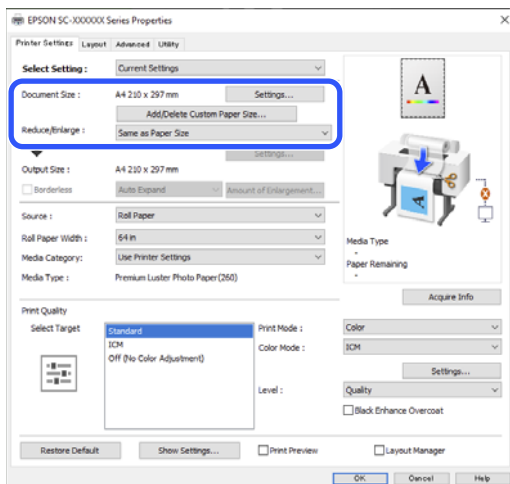 EPSON SC-XXXXXX Series Properties
Printer Settings Layout Advanced Utility
Select Setting : Current Settings
Document Size : A4 210 x 297 mm Settings...
Add/Delete Custom Paper Size...
Reduce/Enlarge : Same as Paper Size
Settings...
Output Size : A4 210 x 297 mm
Borderless Auto Expand Amount of Enlargement...
Source : Roll Paper
Roll Paper Width : 64 in
Media Category: Use Printer Settings
Media Type : Premium Luster Photo Paper(260)
A
Media Type
-
Paper Remaining
-
Acquire Info
Print Quality
Select Target
Standard
ICM
Off (No Color Adjustment)
Print Mode : Color
Color Mode : ICM
Settings...
Level : Quality
Black Enhance Overcoat
Restore Default Show Settings... Print Preview Layout Manager
OK Cancel Help